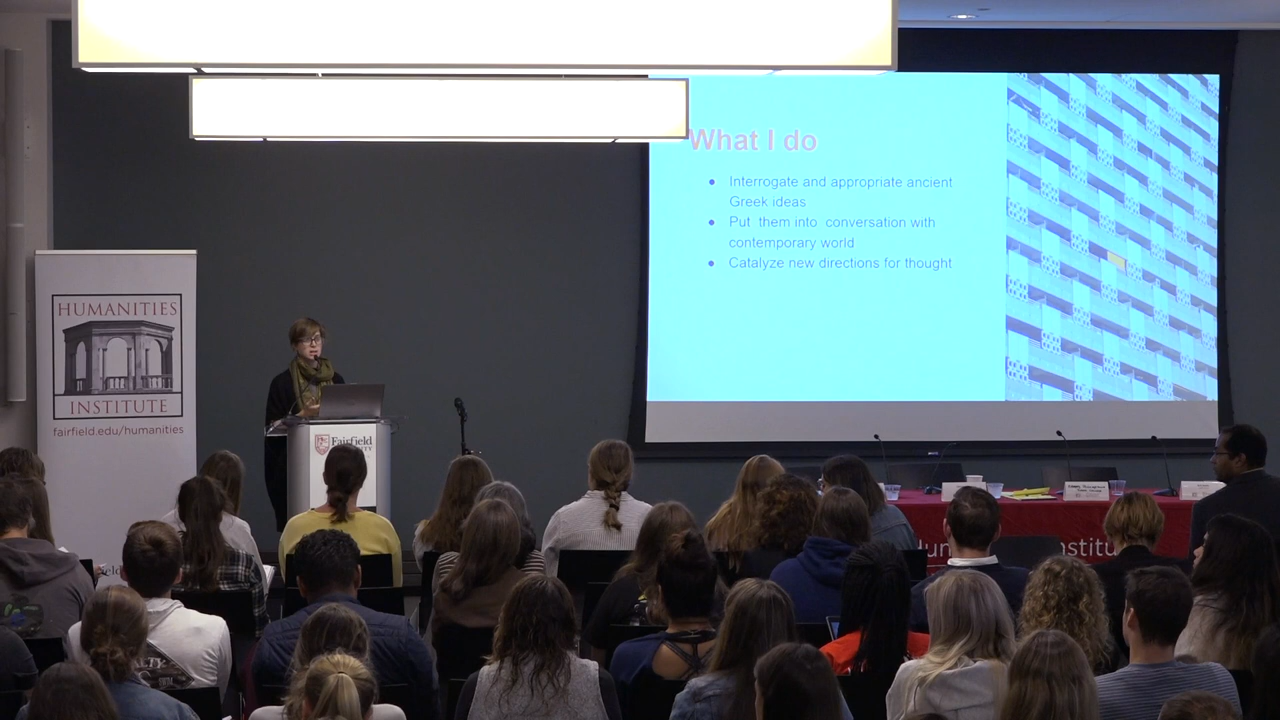 What I do
Interrogate and appropriate ancient
Greek ideas
Put them into conversation with
contemporary world
Catalyze new directions for thought
HUMANITIES
INSTITUTE
fairfield.edu/humanities
Fairfield